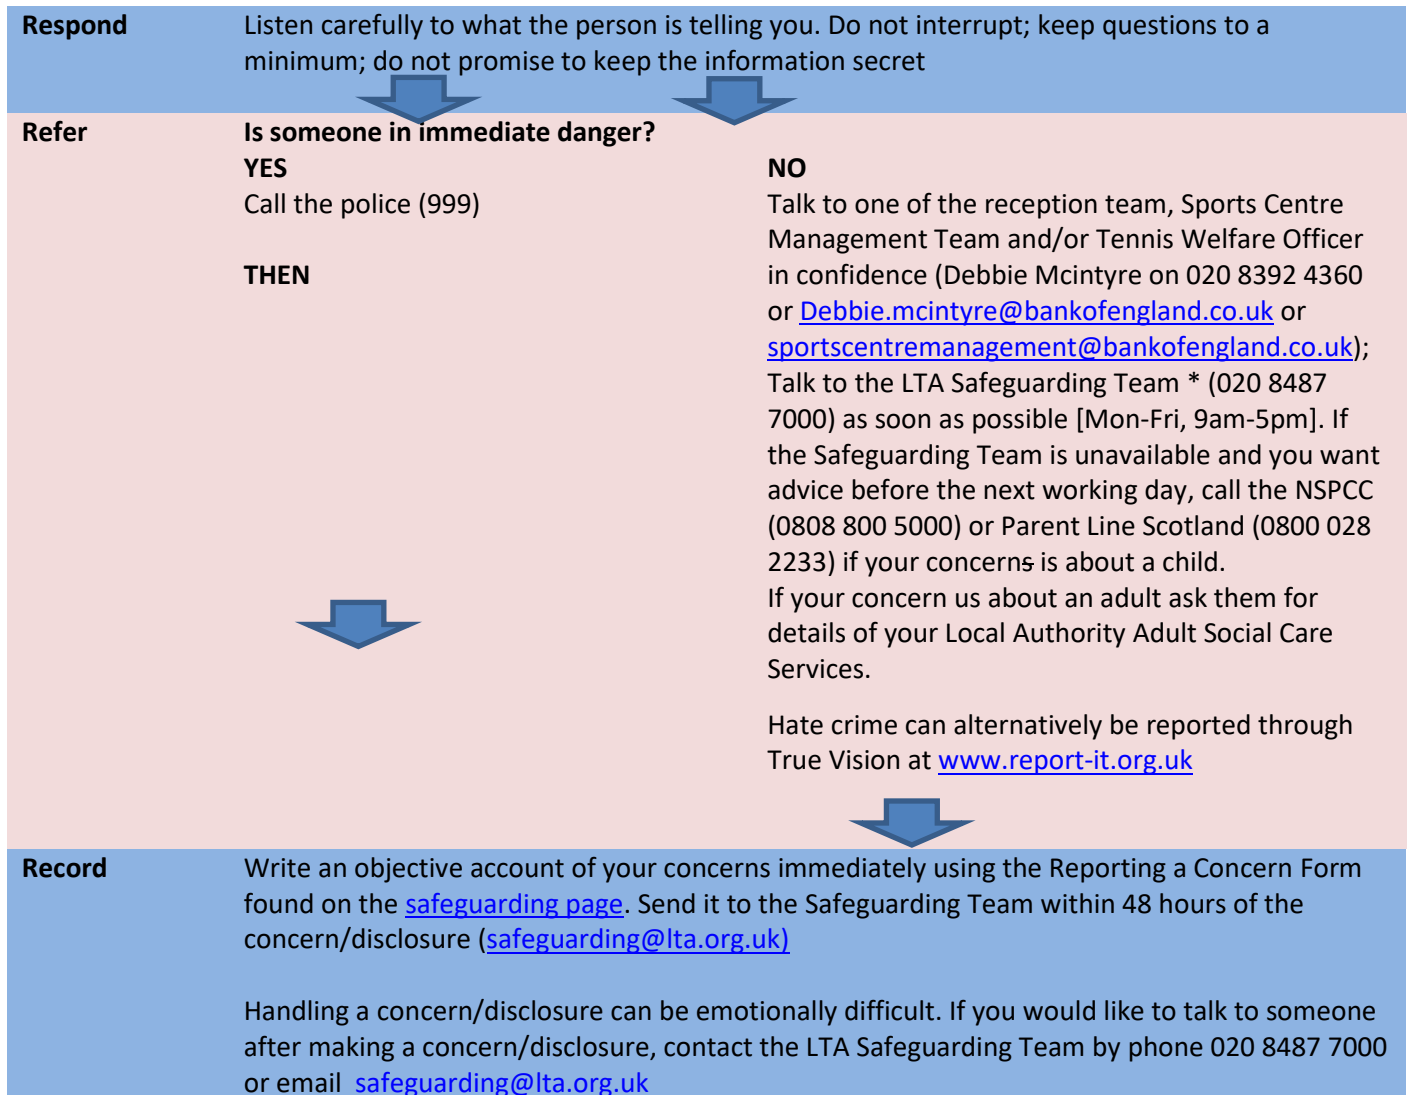 Respond
Listen carefully to what the person is telling you. Do not interrupt; keep questions to a
minimum; do not promise to keep the information secret
Refer
Is someone in immediate danger?
YES
Call the police (999)
THEN
NO
Talk to one of the reception team, Sports Centre
Management Team and/or Tennis Welfare Officer
in confidence (Debbie Mcintyre on 020 8392 4360
or Debbie.mcintyre@bankofengland.co.uk or
sportscentremanagement@bankofengland.co.uk);
Talk to the LTA Safeguarding Team * (020 8487
7000) as soon as possible [Mon-Fri, 9am-5pm]. If
the Safeguarding Team is unavailable and you want
advice before the next working day, call the NSPCC
(0808 800 5000) or Parent Line Scotland (0800 028
2233) if your concerns is about a child.
If your concern us about an adult ask them for
details of your Local Authority Adult Social Care
Services.
Hate crime can alternatively be reported through
True Vision at www.report-it.org.uk
Record
Write an objective account of your concerns immediately using the Reporting a Concern Form
found on the safeguarding page. Send it to the Safeguarding Team within 48 hours of the
concern/disclosure (safeguarding@lta.org.uk)
Handling a concern/disclosure can be emotionally difficult. If you would like to talk to someone
after making a concern/disclosure, contact the LTA Safeguarding Team by phone 020 8487 7000
or email safeguarding@lta.org.uk